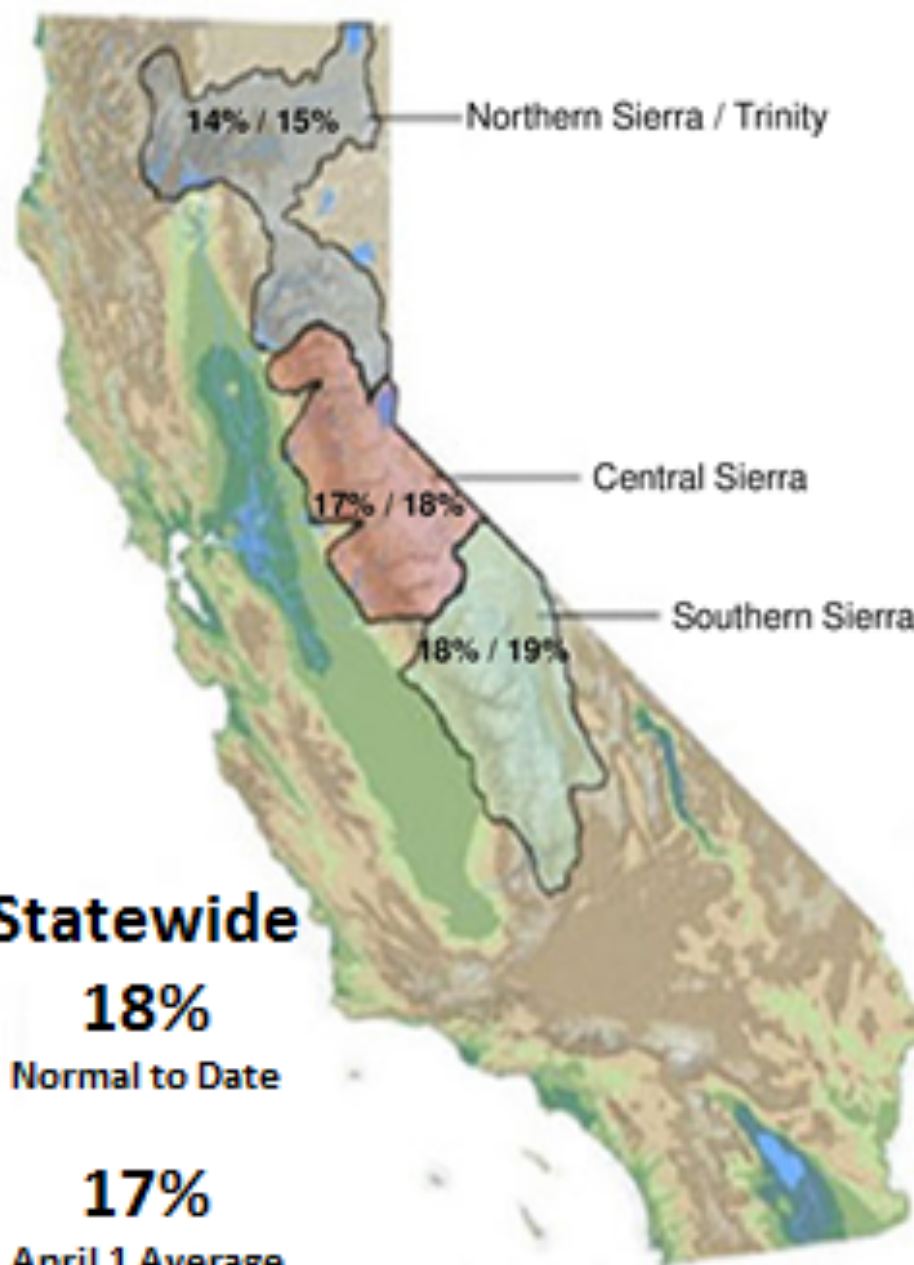 14% / 15%
Northern Sierra / Trinity
Central Sierra
17% / 18%
Southern Sierra
18% / 19%
Statewide
18%
Normal to Date
17%
April 1 Average